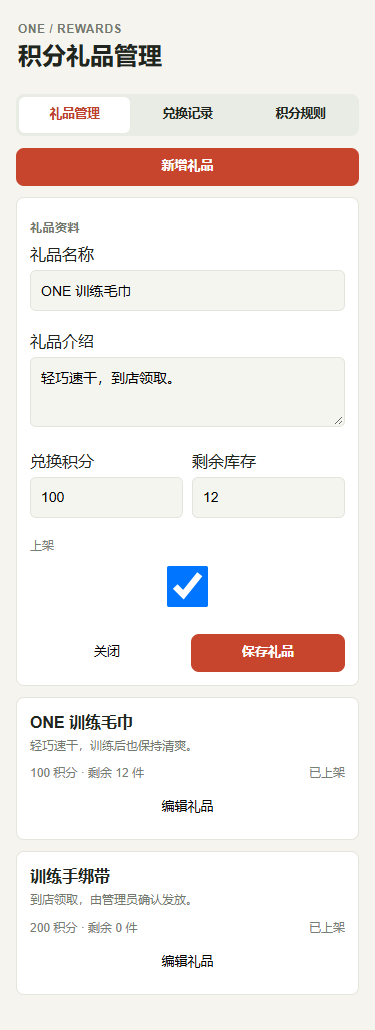 ONE / REWARDS
积分礼品管理
礼品管理 兑换记录 积分规则
新增礼品
礼品资料
礼品名称
ONE 训练毛巾
礼品介绍
轻巧速干，到店领取。
兑换积分 剩余库存
100 12
上架
关闭 保存礼品
ONE 训练毛巾
轻巧速干，训练后也保持清爽。
100 积分 · 剩余 12 件 已上架
编辑礼品
训练手绑带
到店领取，由管理员确认发放。
200 积分 · 剩余 0 件 已上架
编辑礼品